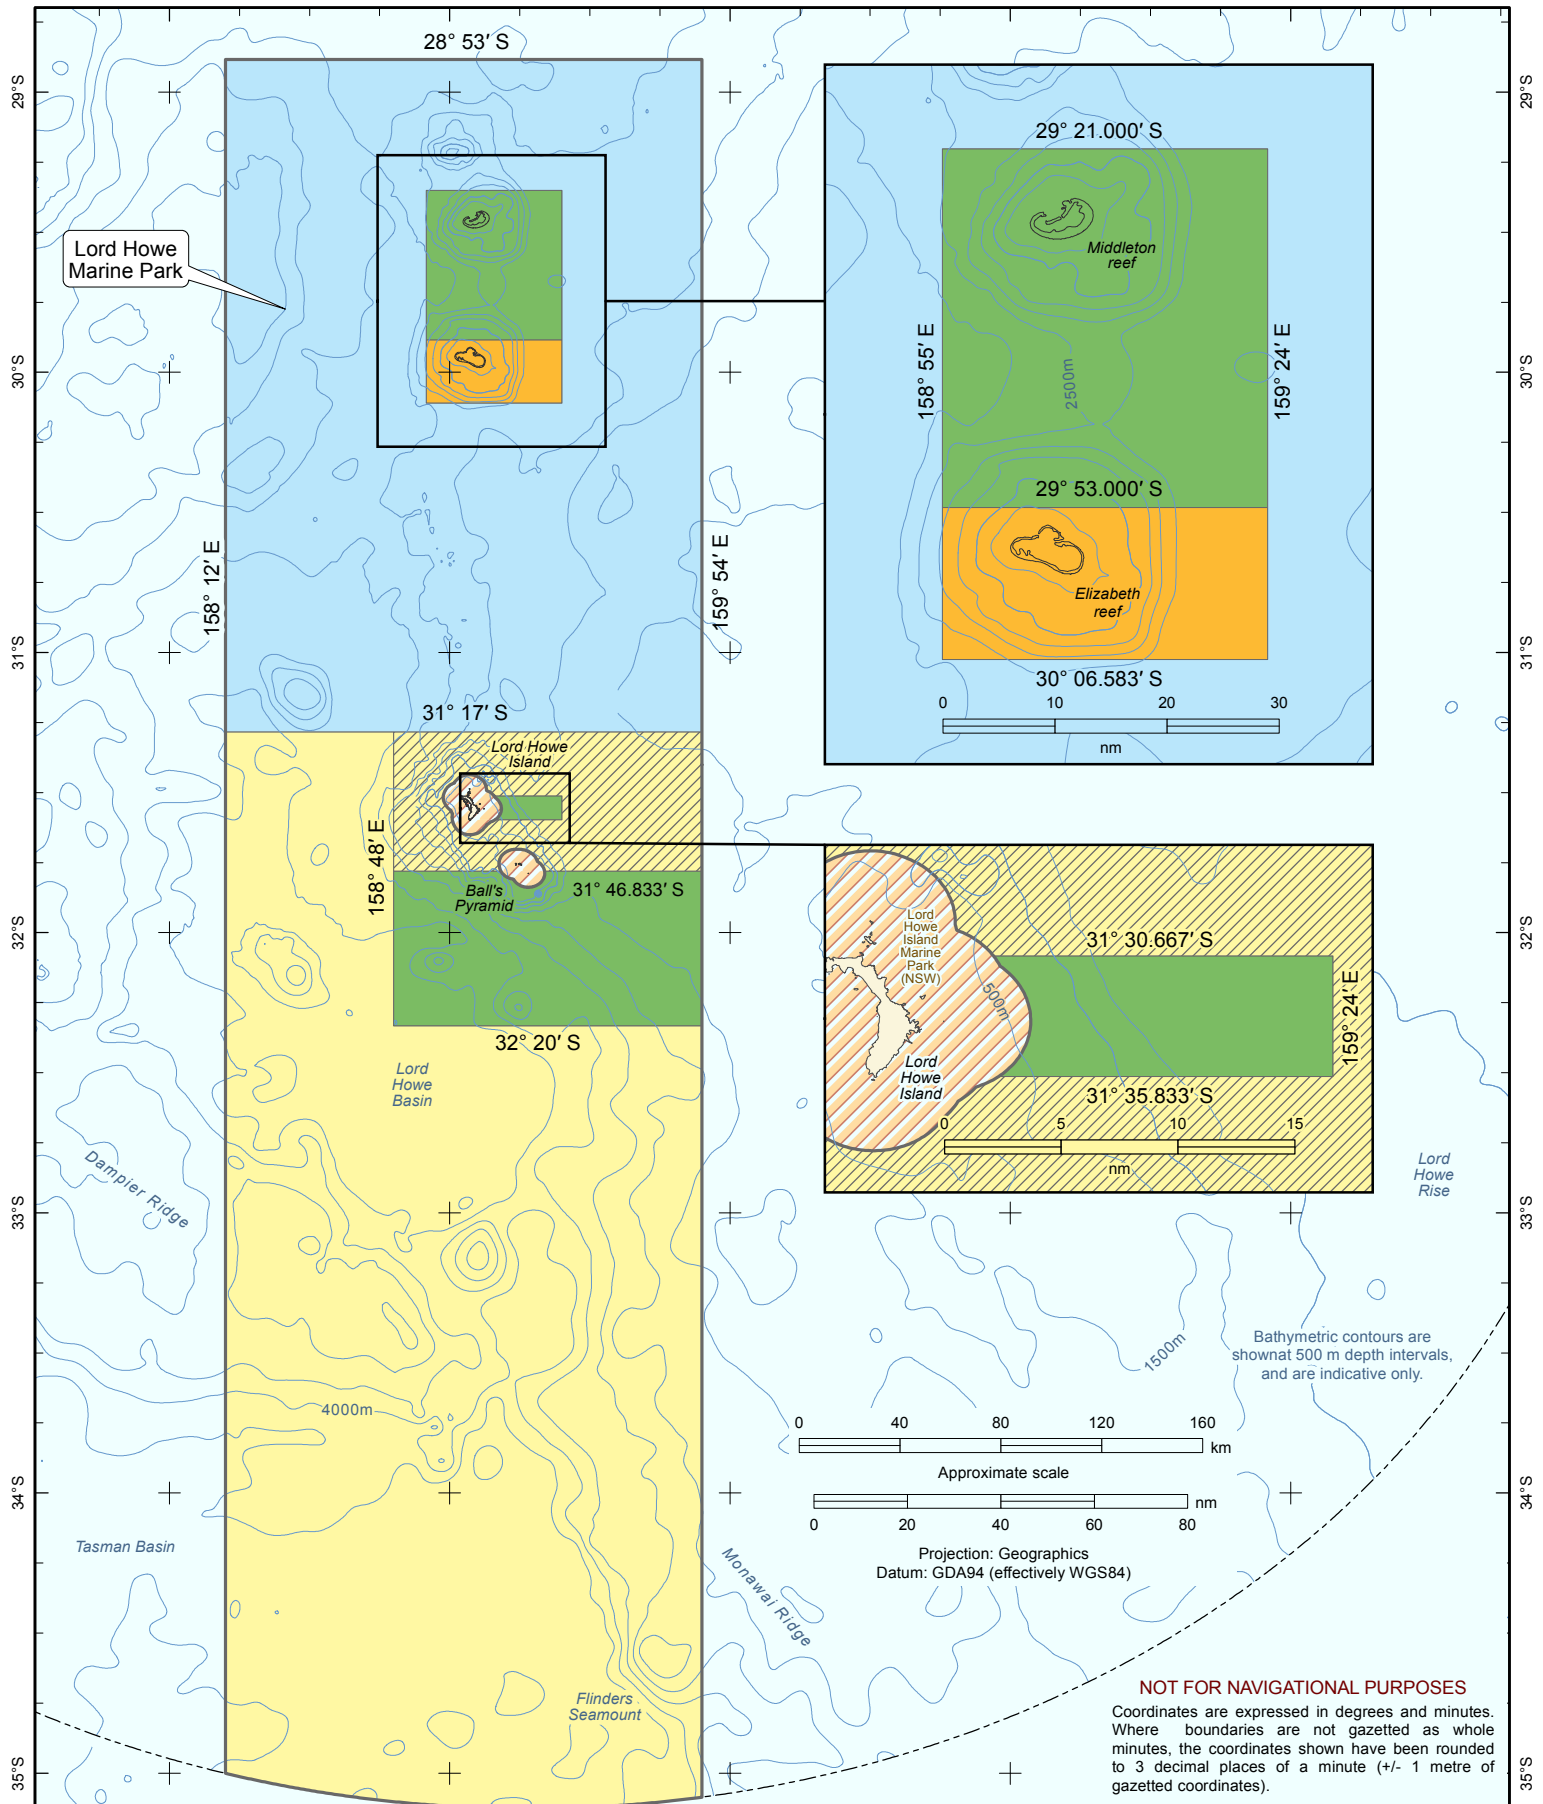 28° 53′ S
29°S
29°S
29° 21.000′ S
Middleton
reef
Lord Howe
Marine Park
158° 55′ E
159° 24′ E
2500m
30°S
30°S
29° 53.000′ S
Elizabeth
reef
30° 06.583′ S
0 10 20 30
nm
158° 12′ E
159° 54′ E
31°S
31°S
31° 17′ S
Lord Howe
Island
158° 48′ E
Ball's
Pyramid
31° 46.833′ S
32°S
32°S
Lord
Howe
Island
Marine
Park
(NSW)
31° 30.667′ S
500m
159° 24′ E
Lord
Howe
Island
31° 35.833′ S
0 5 10 15
nm
32° 20′ S
Lord
Howe
Basin
Dampier Ridge
Lord
Howe
Rise
33°S
33°S
1500m
Bathymetric contours are
shownat 500 m depth intervals,
and are indicative only.
4000m
0 40 80 120 160
km
Approximate scale
nm
0 20 40 60 80
34°S
34°S
Projection: Geographics
Datum: GDA94 (effectively WGS84)
Tasman Basin
Monawai Ridge
Flinders
Seamount
NOT FOR NAVIGATIONAL PURPOSES
Coordinates are expressed in degrees and minutes.
Where boundaries are not gazetted as whole
minutes, the coordinates shown have been rounded
to 3 decimal places of a minute (+/- 1 metre of
gazetted coordinates).
35°S
35°S